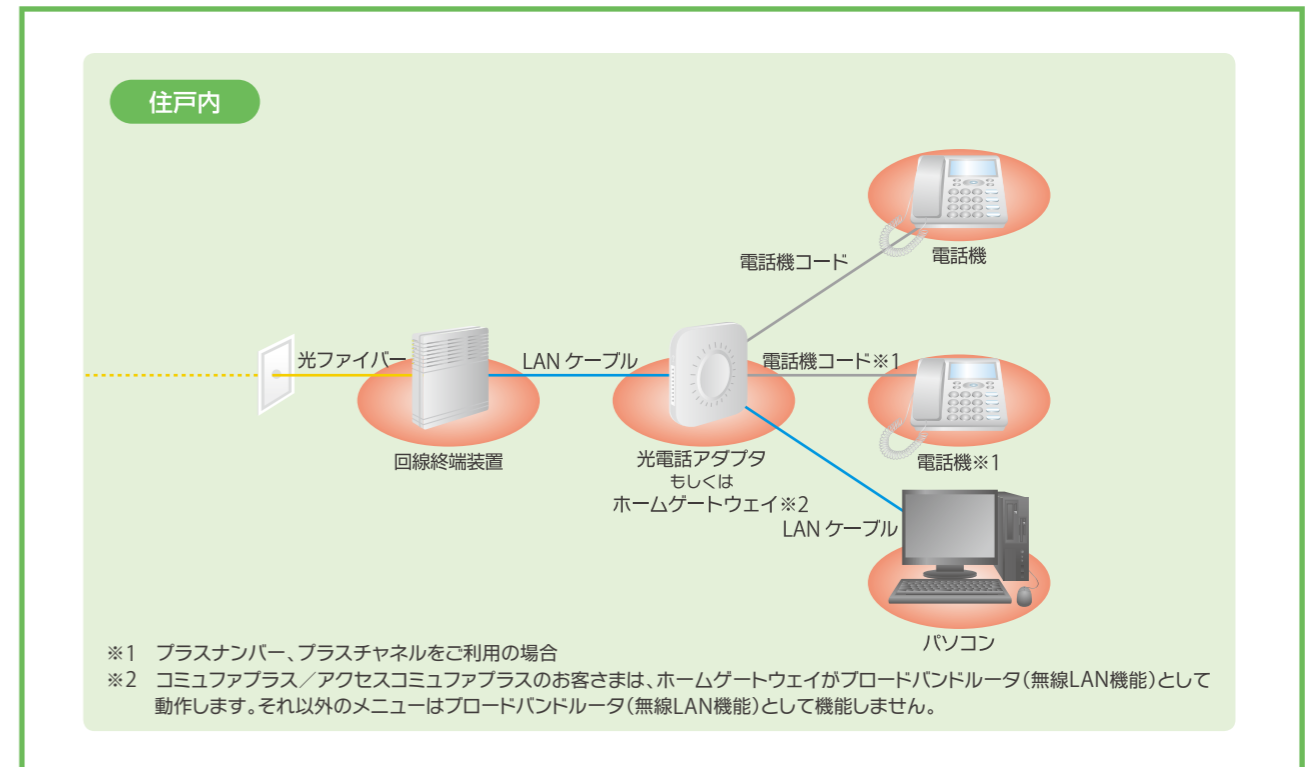 住戸内
電話機コード
電話機
光ファイバー
LAN ケーブル
電話機コード※1
回線終端装置
光電話アダプタ
もしくは
ホームゲートウェイ※2
電話機※1
LAN ケーブル
パソコン
※1 プラスナンバー、プラスチャネルをご利用の場合
※2 コミュファプラス／アクセスコミュファプラスのお客さまは、ホームゲートウェイがブロードバンドルータ（無線LAN機能）として
動作します。それ以外のメニューはブロードバンドルータ（無線LAN機能）として機能しません。